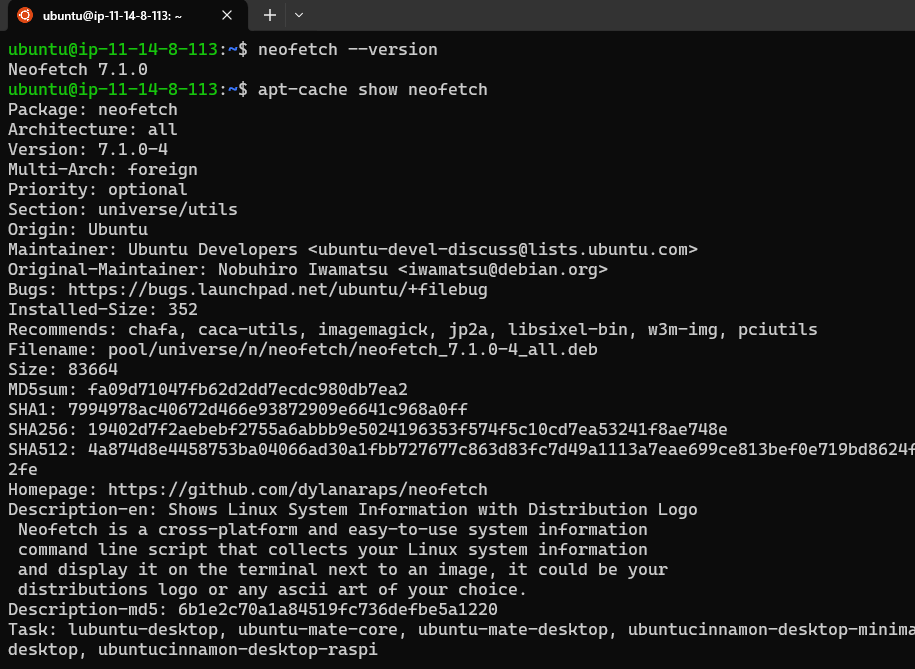 ubuntu@ip-11-14-8-113: ~
ubuntu@ip-11-14-8-113:~$ neofetch --version
Neofetch 7.1.0
ubuntu@ip-11-14-8-113:~$ apt-cache show neofetch
Package: neofetch
Architecture: all
Version: 7.1.0-4
Multi-Arch: foreign
Priority: optional
Section: universe/utils
Origin: Ubuntu
Maintainer: Ubuntu Developers <ubuntu-devel-discuss@lists.ubuntu.com>
Original-Maintainer: Nobuhiro Iwamatsu <iwamatsu@debian.org>
Bugs: https://bugs.launchpad.net/ubuntu/+filebug
Installed-Size: 352
Recommends: chafa, caca-utils, imagemagick, jp2a, libsixel-bin, w3m-img, pciutils
Filename: pool/universe/n/neofetch/neofetch_7.1.0-4_all.deb
Size: 83664
MD5sum: fa09d71047fb62d2dd7ecdc980db7ea2
SHA1: 7994978ac40672d466e93872909e6641c968a0ff
SHA256: 19402d7f2aebebf2755a6abbb9e5024196353f574f5c10cd7ea53241f8ae748e
SHA512: 4a874d8e4458753ba04066ad30a1fbb727677c863d83fc7d49a1113a7eae699ce813bef0e719bd8624f
2fe
Homepage: https://github.com/dylanaraps/neofetch
Description-en: Shows Linux System Information with Distribution Logo
Neofetch is a cross-platform and easy-to-use system information
command line script that collects your Linux system information
and display it on the terminal next to an image, it could be your
distributions logo or any ascii art of your choice.
Description-md5: 6b1e2c70a1a84519fc736defbe5a1220
Task: lubuntu-desktop, ubuntu-mate-core, ubuntu-mate-desktop, ubuntucinnamon-desktop-minima
desktop, ubuntucinnamon-desktop-raspi